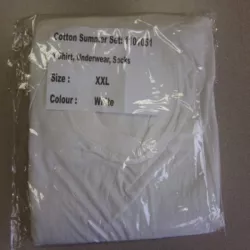 Cotton Summer Set
Shirt, Underwear, Socks
Size : XXL
Colour : White